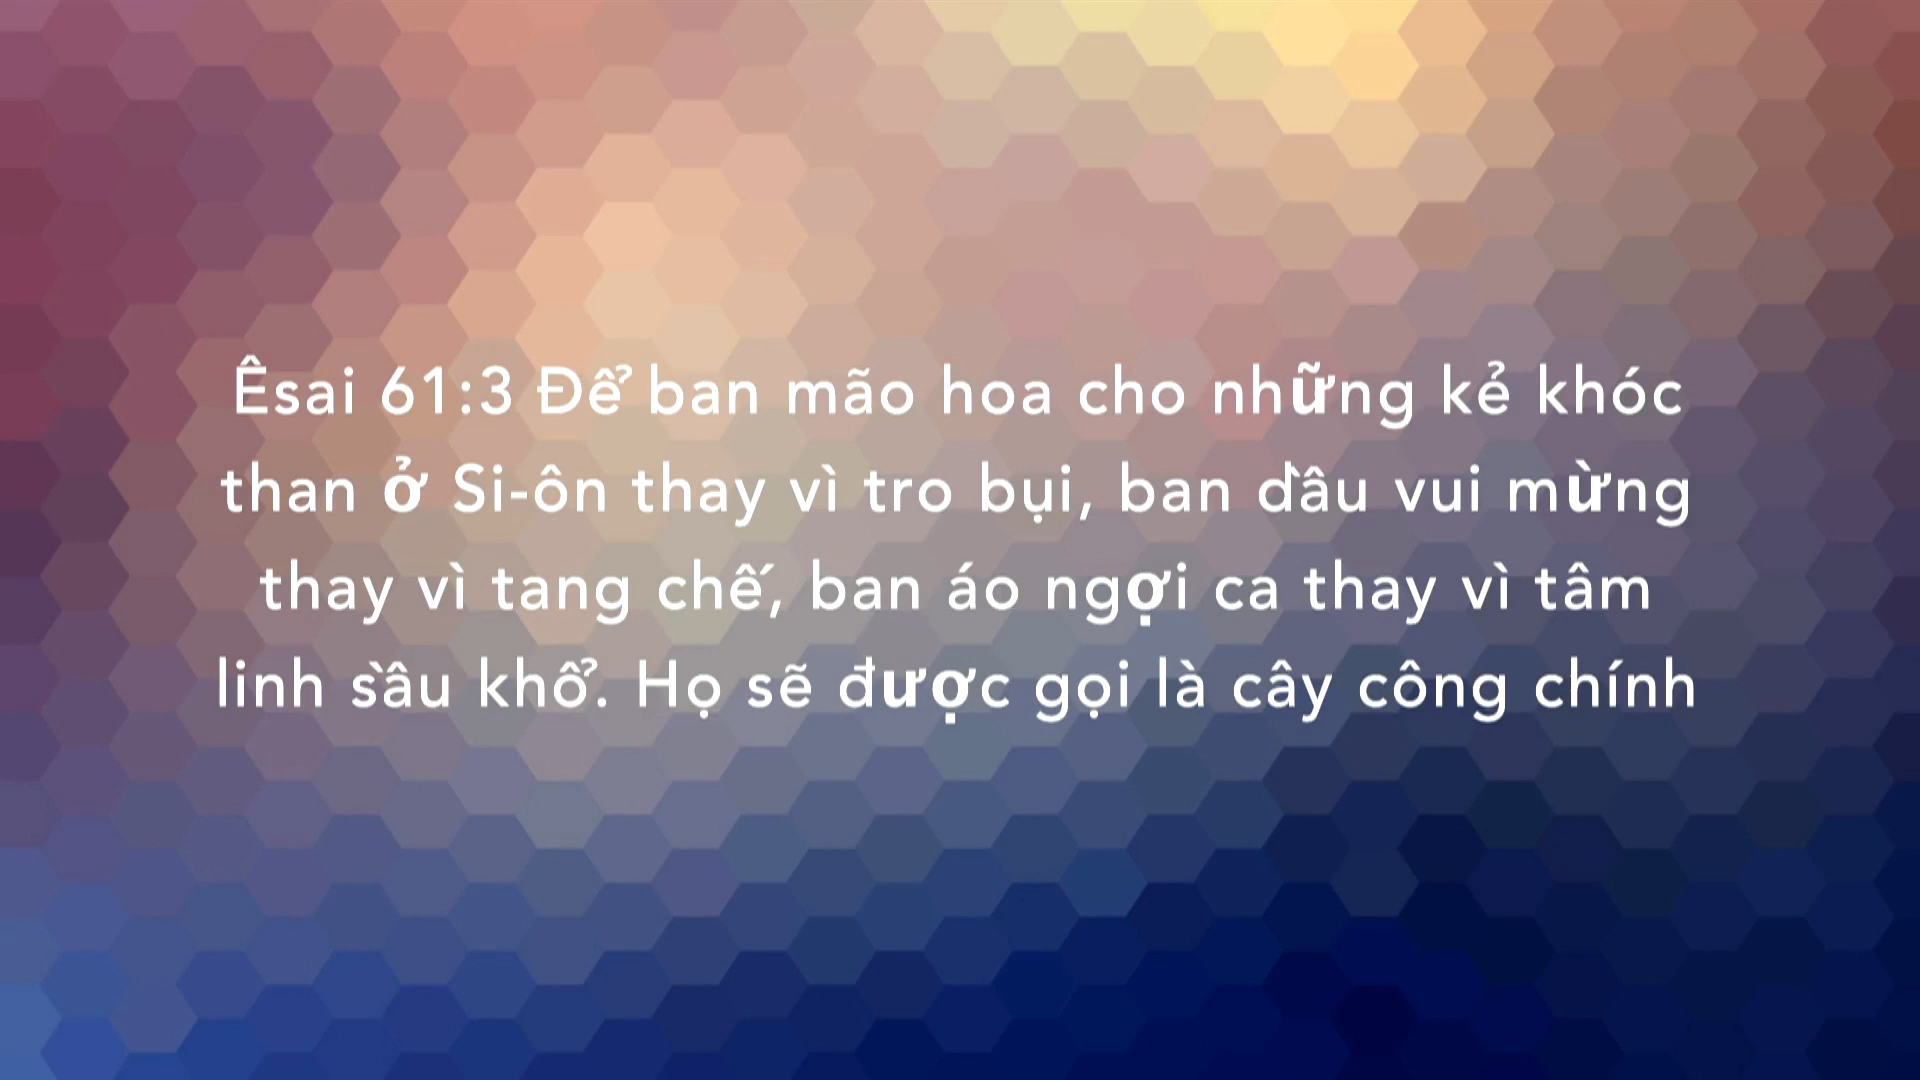 Êsai 61:3 Để ban mão hoa cho những kẻ khóc
than ở Si-ôn thay vì tro bụi, ban dầu vui mừng
thay vì tang chế, ban áo ngợi ca thay vì tâm
linh sầu khổ. Họ sẽ được gọi là cây công chính